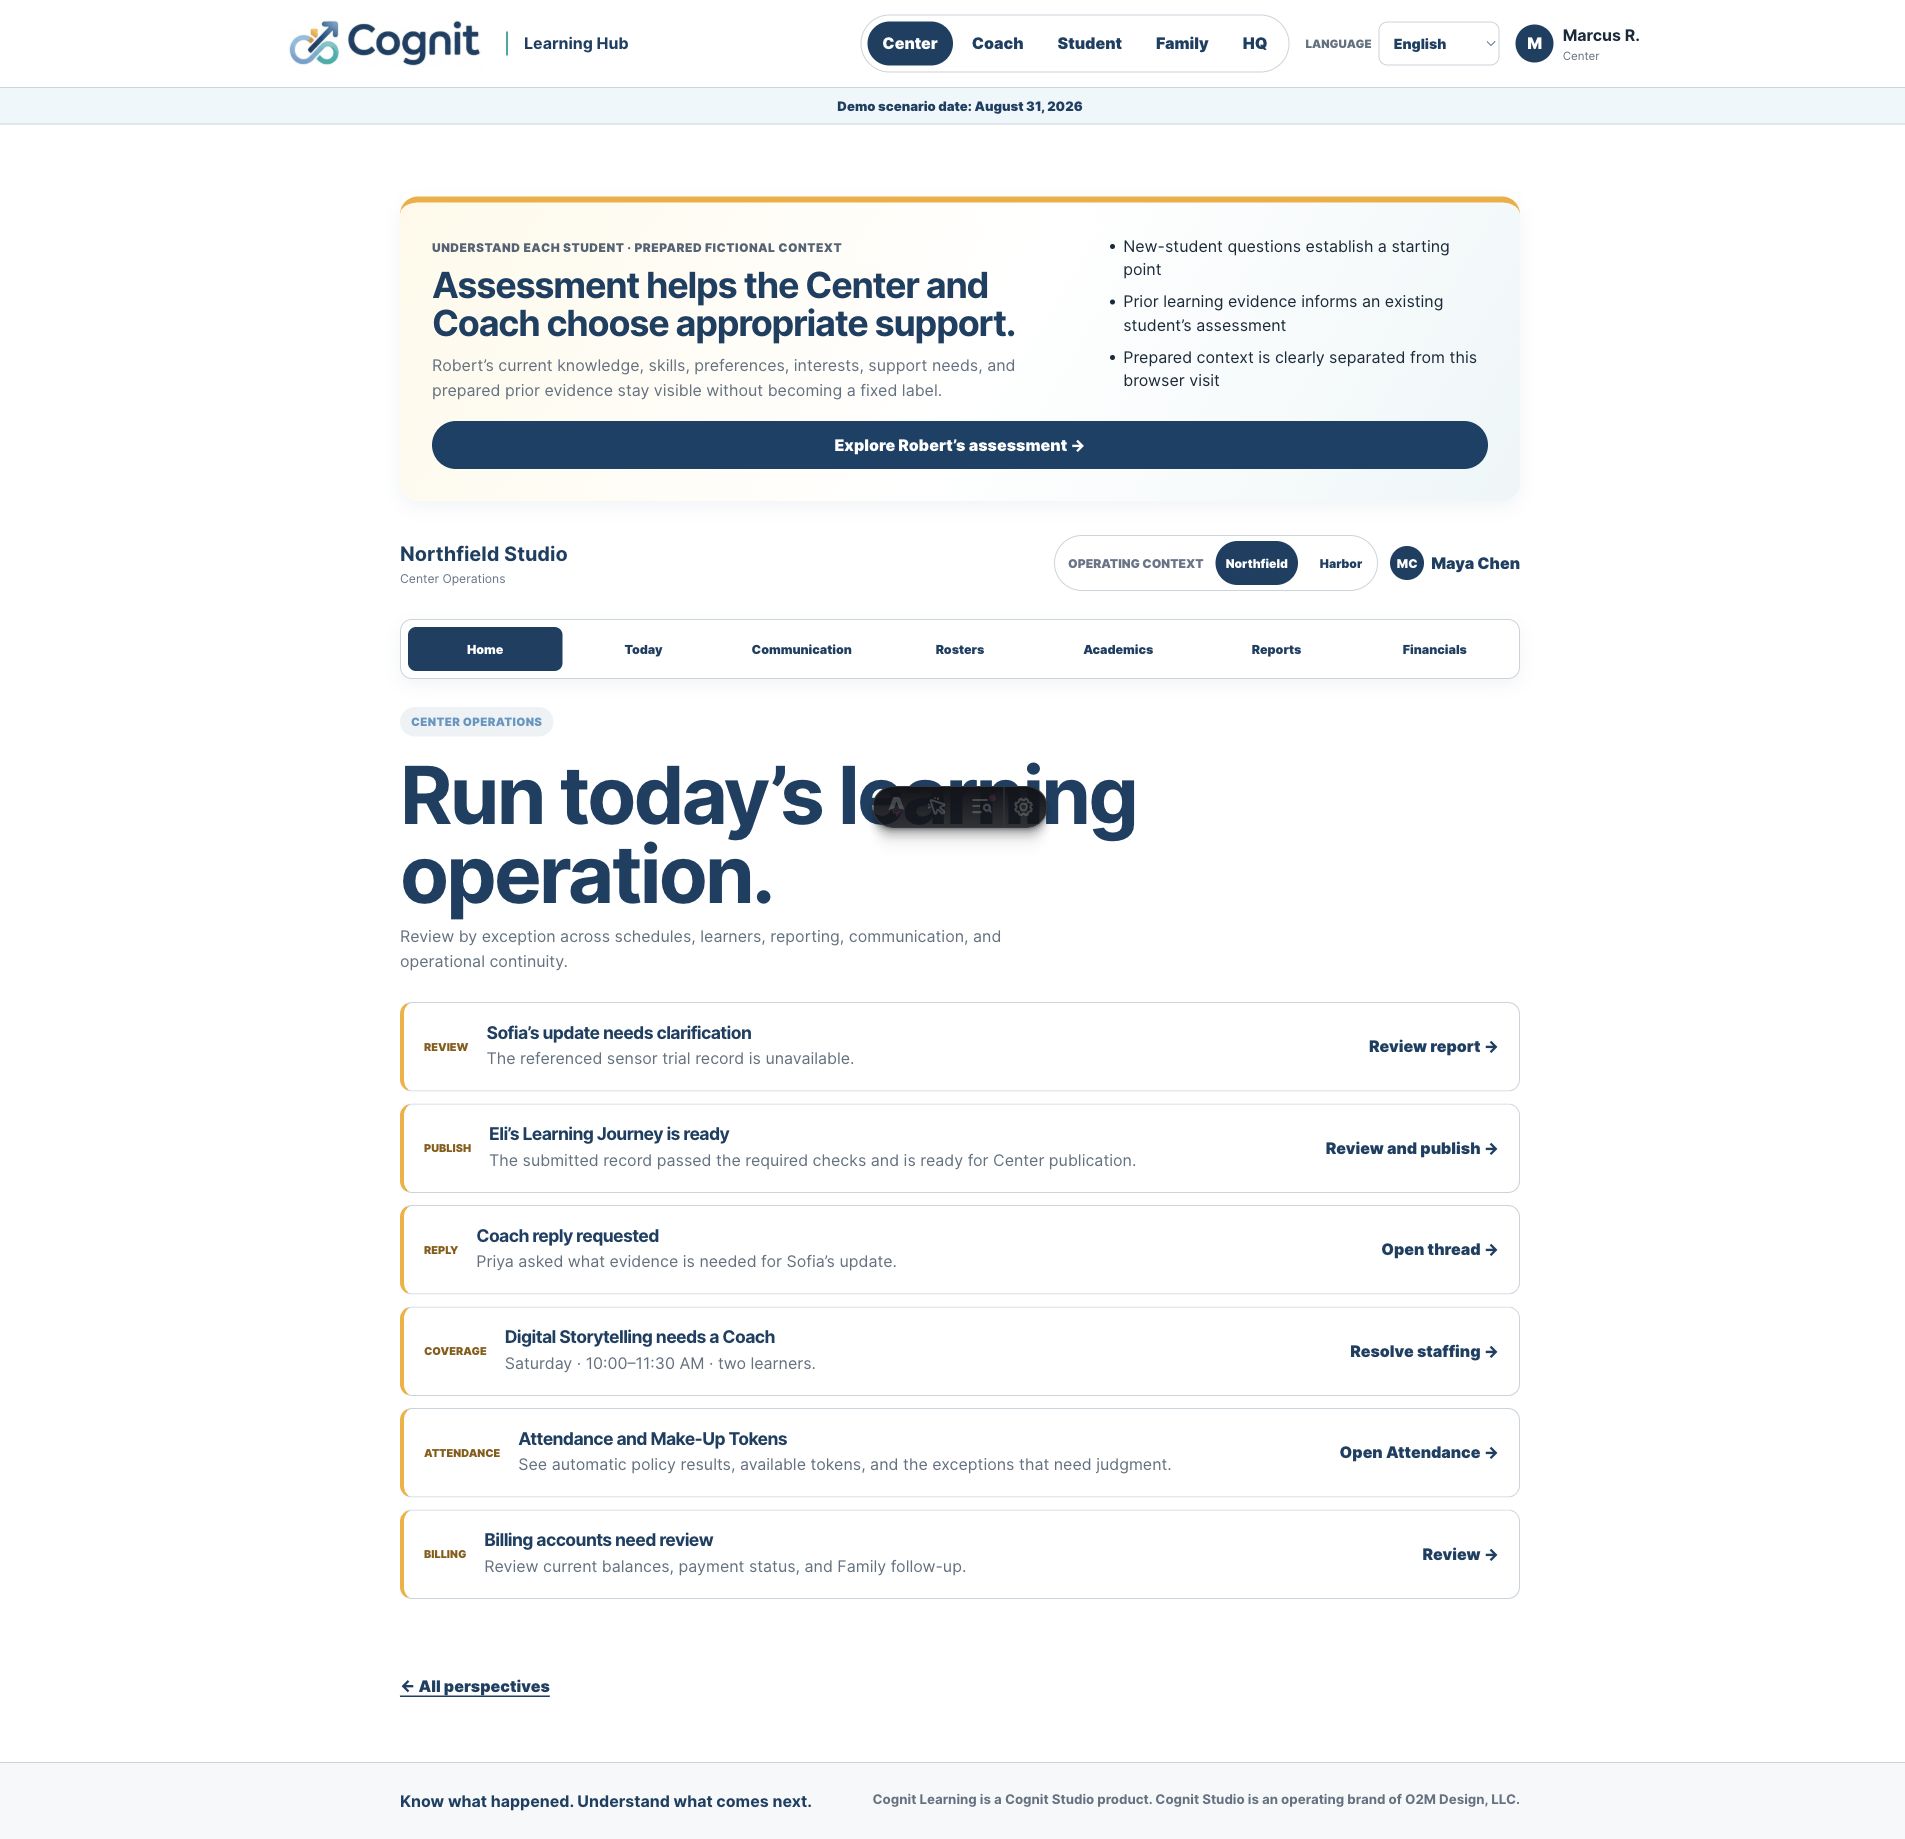 Cognit
Learning Hub
Center Coach Student Family HQ
LANGUAGE
English
M
Marcus R.
Center
Demo scenario date: August 31, 2026
UNDERSTAND EACH STUDENT · PREPARED FICTIONAL CONTEXT
Assessment helps the Center and
Coach choose appropriate support.
Robert’s current knowledge, skills, preferences, interests, support needs, and
prepared prior evidence stay visible without becoming a fixed label.
• New-student questions establish a starting
point
• Prior learning evidence informs an existing
student’s assessment
• Prepared context is clearly separated from this
browser visit
Explore Robert’s assessment →
Northfield Studio
Center Operations
OPERATING CONTEXT Northfield Harbor
MC Maya Chen
Home Today Communication Rosters Academics Reports Financials
CENTER OPERATIONS
Run today’s learning
operation.
Review by exception across schedules, learners, reporting, communication, and
operational continuity.
REVIEW
Sofia’s update needs clarification
The referenced sensor trial record is unavailable.
Review report →
PUBLISH
Eli’s Learning Journey is ready
The submitted record passed the required checks and is ready for Center publication.
Review and publish →
REPLY
Coach reply requested
Priya asked what evidence is needed for Sofia’s update.
Open thread →
COVERAGE
Digital Storytelling needs a Coach
Saturday · 10:00–11:30 AM · two learners.
Resolve staffing →
ATTENDANCE
Attendance and Make-Up Tokens
See automatic policy results, available tokens, and the exceptions that need judgment.
Open Attendance →
BILLING
Billing accounts need review
Review current balances, payment status, and Family follow-up.
Review →
← All perspectives
Know what happened. Understand what comes next.
Cognit Learning is a Cognit Studio product. Cognit Studio is an operating brand of O2M Design, LLC.